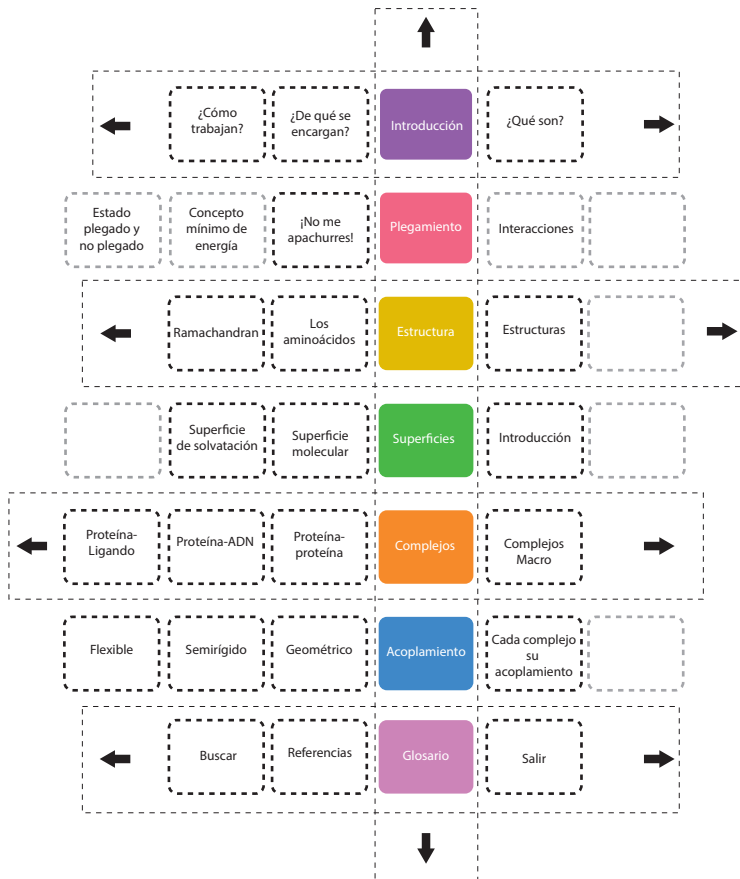 ¿Cómo
trabajan?
¿De qué se
encargan?
Introducción
¿Qué son?
Estado
plegado y
no plegado
Concepto
mínimo de
energía
¡No me
apachurres!
Plegamiento
Interacciones
Ramachandran
Los
aminoácidos
Estructura
Estructuras
Superficie
de solvatación
Superficie
molecular
Superficies
Introducción
Proteína-
Ligando
Proteína-ADN
Proteína-
proteína
Complejos
Complejos
Macro
Flexible
Semirígido
Geométrico
Acoplamiento
Cada complejo
su
acoplamiento
Buscar
Referencias
Glosario
Salir